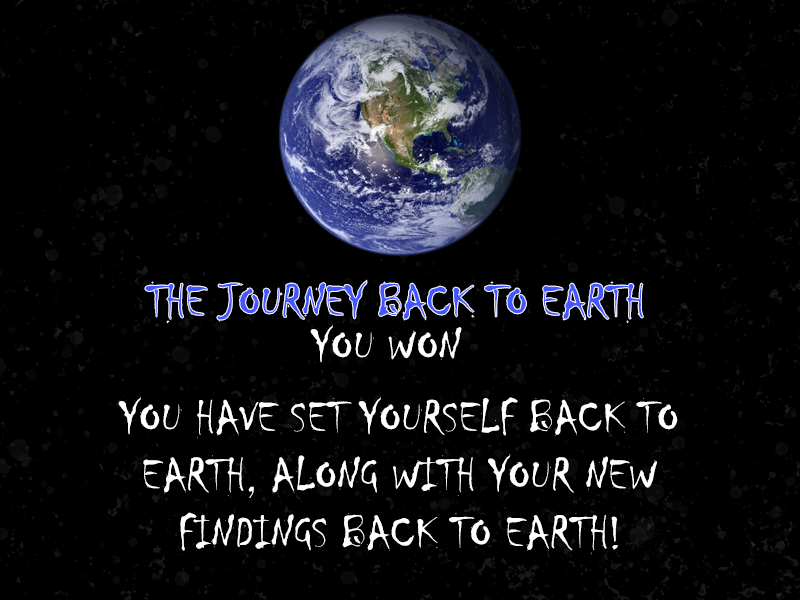 THE JOURNEY BACK TO EARTH
YOU WON
YOU HAVE SET YOURSELF BACK TO
EARTH, ALONG WITH YOUR NEW
FINDINGS BACK TO EARTH!